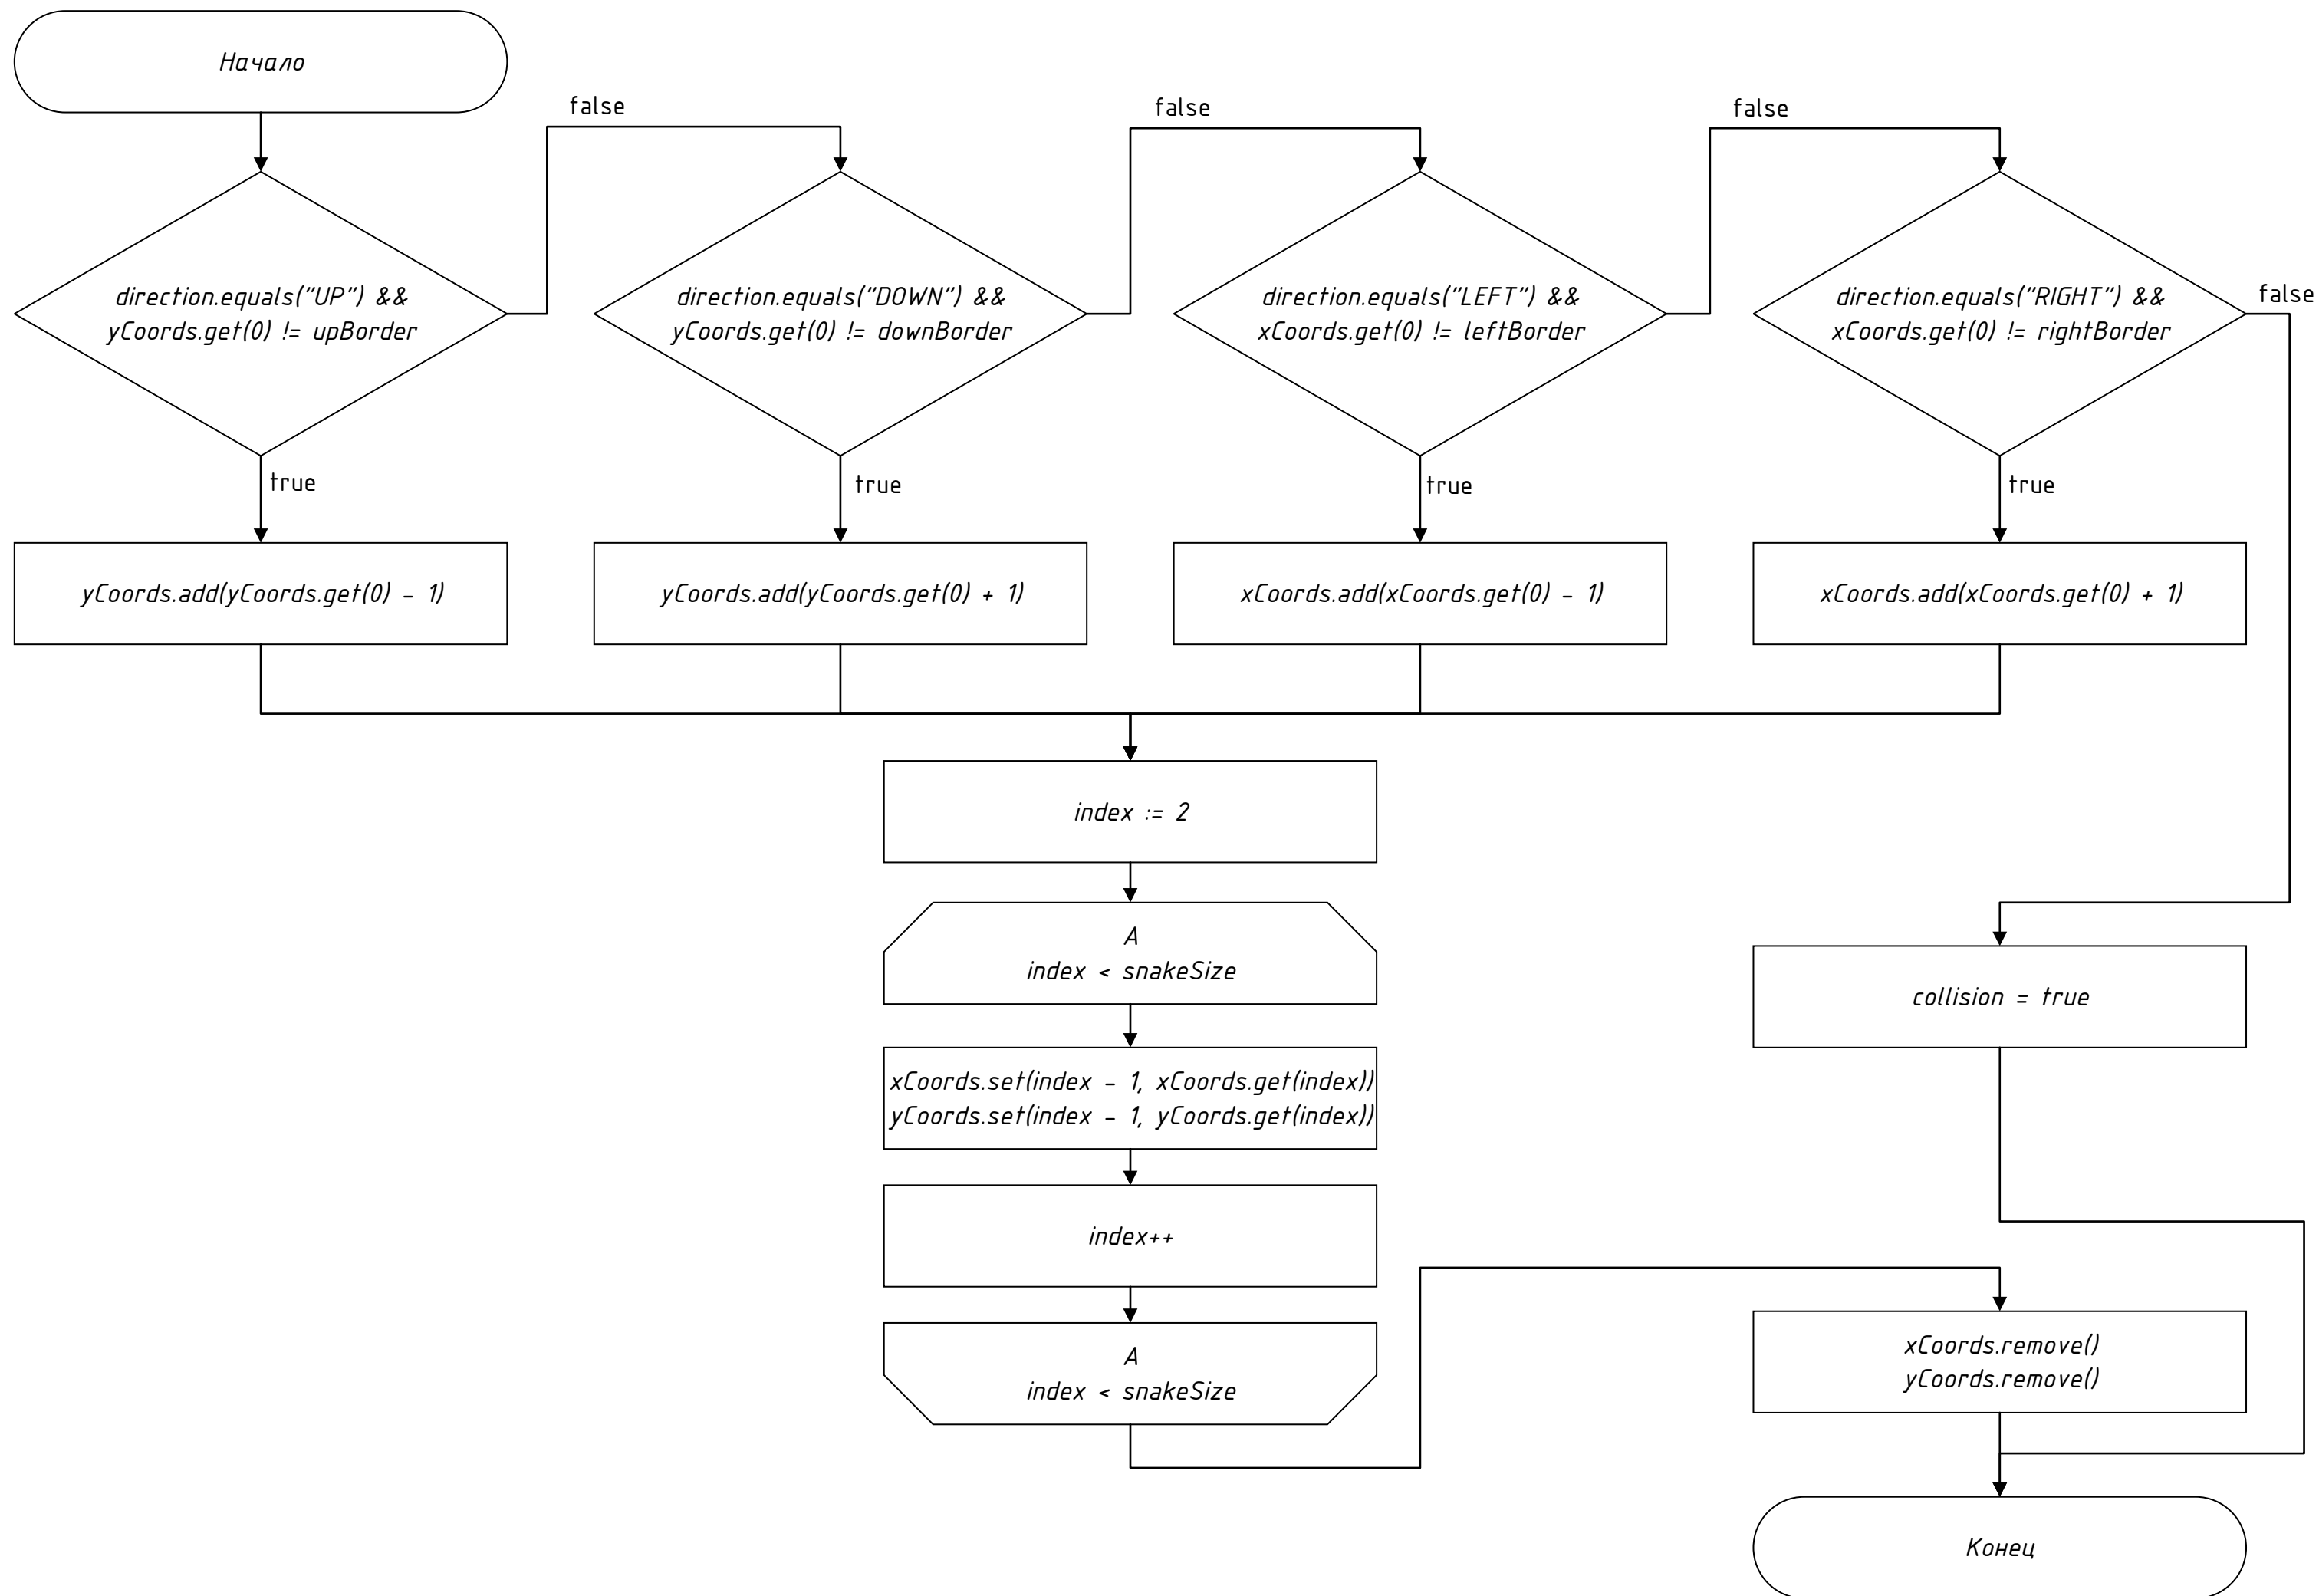 Начало
false
false
false
direction.equals("UP") &&
yCoords.get(0) != upBorder
direction.equals("DOWN") &&
yCoords.get(0) != downBorder
direction.equals("LEFT") &&
xCoords.get(0) != leftBorder
direction.equals("RIGHT") &&
xCoords.get(0) != rightBorder
false
true
true
true
true
yCoords.add(yCoords.get(0) - 1)
yCoords.add(yCoords.get(0) + 1)
xCoords.add(xCoords.get(0) - 1)
xCoords.add(xCoords.get(0) + 1)
index := 2
A
index < snakeSize
collision = true
xCoords.set(index - 1, xCoords.get(index))
yCoords.set(index - 1, yCoords.get(index))
index++
A
index < snakeSize
xCoords.remove()
yCoords.remove()
Конец